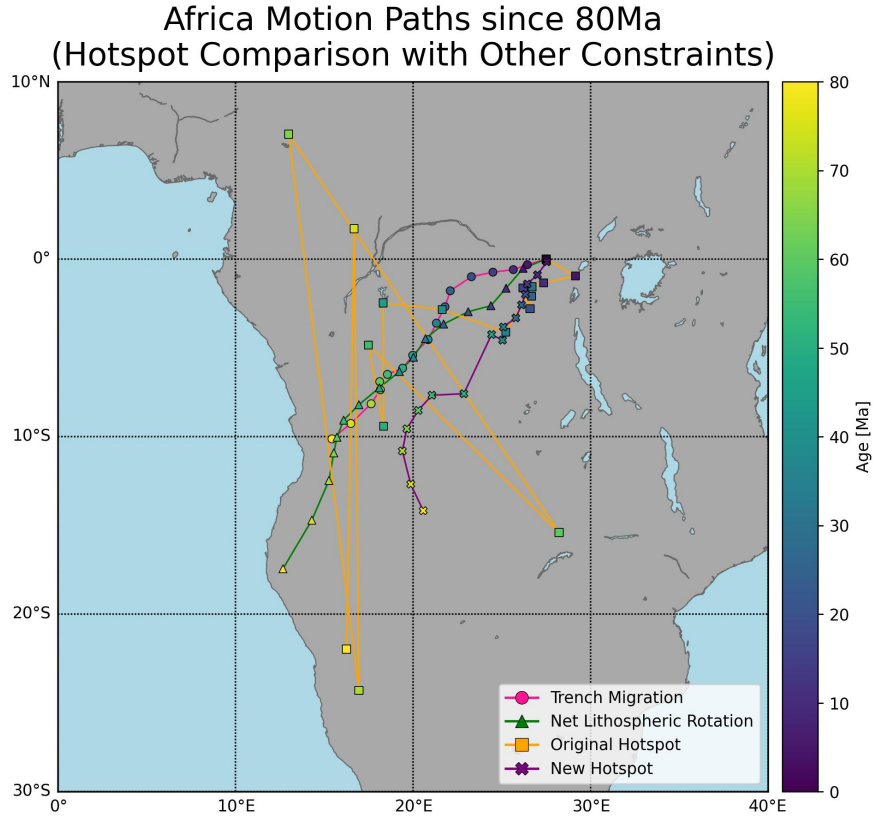 Africa Motion Paths since 80Ma
(Hotspot Comparison with Other Constraints)
10°N
0°
10°S
20°S
30°S
0°
10°E
20°E
30°E
40°E
Trench Migration
Net Lithospheric Rotation
Original Hotspot
New Hotspot
80
70
60
50
40
30
20
10
0
Age [Ma]